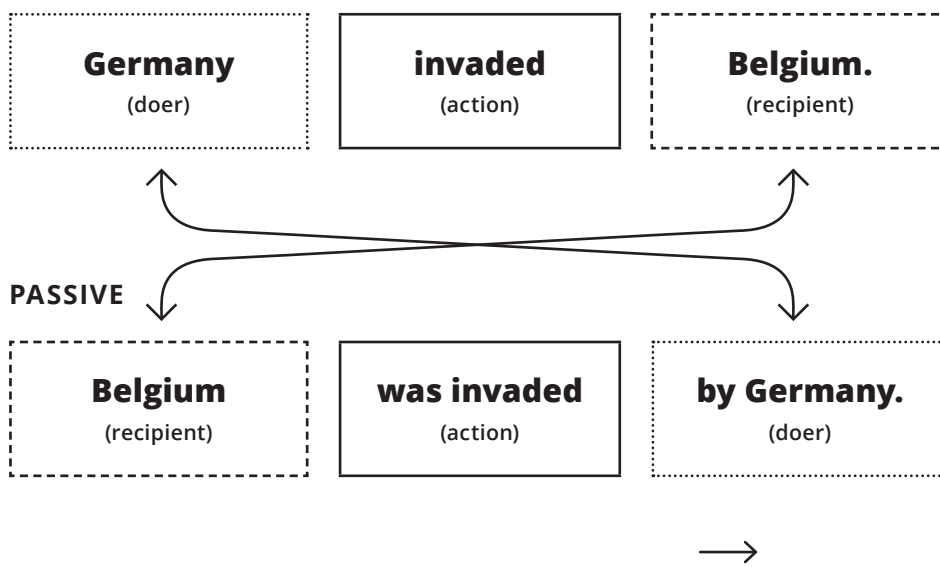 Germany invaded Belgium.
(doer) (action) (recipient)
PASSIVE
Belgium was invaded by Germany.
(recipient) (action) (doer)